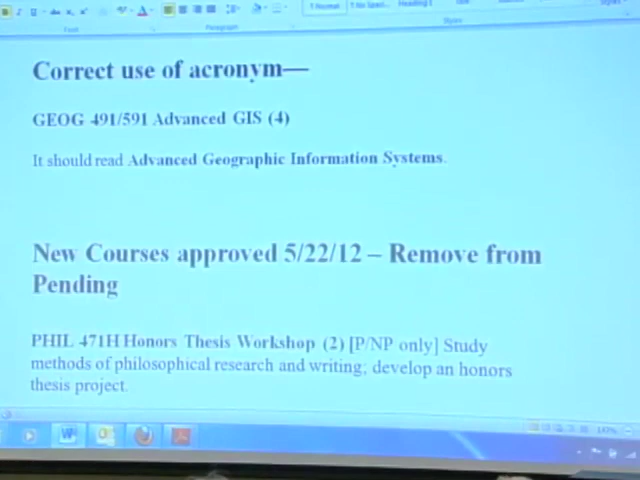 Correct use of acronym—
GEOG 491/591 Advanced GIS (4)
It should read Advanced Geographic Information Systems.
New Courses approved 5/22/12 – Remove from
Pending
PHIL 471H Honors Thesis Workshop (2) [P/NP only] Study
methods of philosophical research and writing; develop an honors
thesis project.